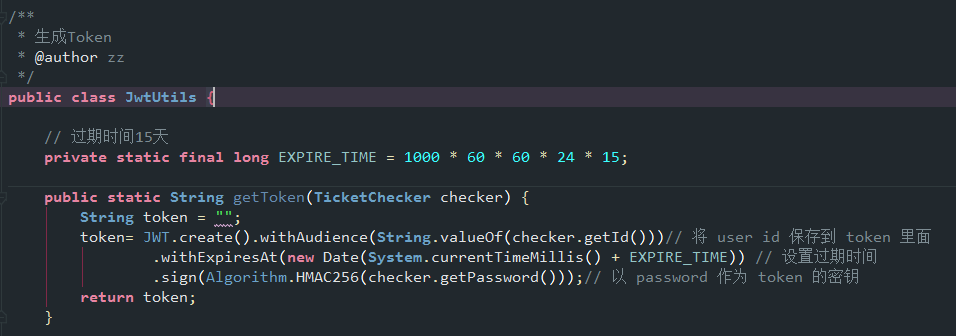 /**
 * 生成Token
 * @author zz
 */
public class JwtUtils {
// 过期时间15天
private static final long EXPIRE_TIME = 1000 * 60 * 60 * 24 * 15;
public static String getToken(TicketChecker checker) {
String token = "";
token= JWT.create().withAudience(String.valueOf(checker.getId()))// 将 user id 保存到 token 里面
.withExpiresAt(new Date(System.currentTimeMillis() + EXPIRE_TIME)) // 设置过期时间
.sign(Algorithm.HMAC256(checker.getPassword()));// 以 password 作为 token 的密钥
return token;
}